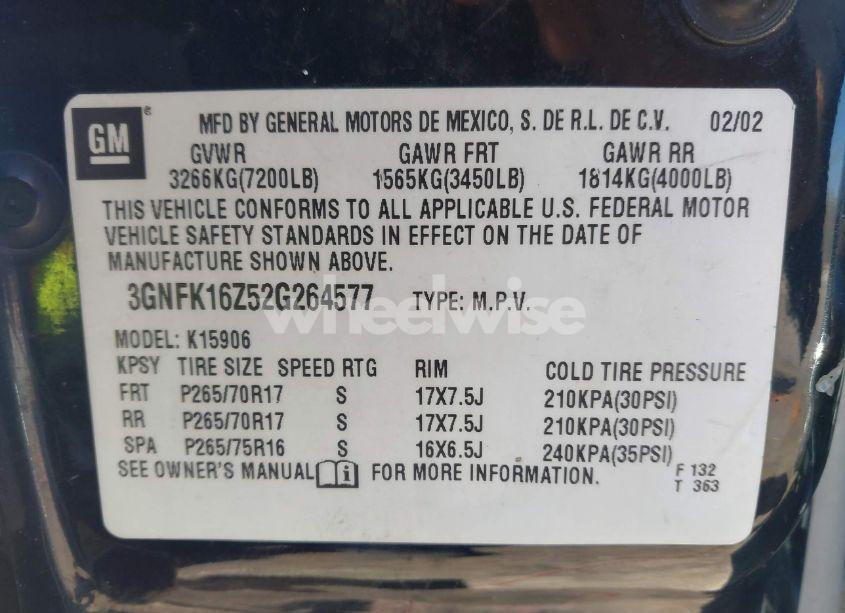 GM ®
MFD BY GENERAL MOTORS DE MEXICO, S. DE R.L. DE C.V. 02/02
GVWR GAWR FRT GAWR RR
3266KG(7200LB) 1565KG(3450LB) 1814KG(4000LB)
THIS VEHICLE CONFORMS TO ALL APPLICABLE U.S. FEDERAL MOTOR
VEHICLE SAFETY STANDARDS IN EFFECT ON THE DATE OF
MANUFACTURE SHOWN ABOVE.
3GNFK16Z52G264577 TYPE: M.P.V.
wheelwise
MODEL: K15906
KPSY TIRE SIZE SPEED RTG RIM COLD TIRE PRESSURE
FRT P265/70R17 S 17X7.5J 210KPA(30PSI)
RR P265/70R17 S 17X7.5J 210KPA(30PSI)
SPA P265/75R16 S 16X6.5J 240KPA(35PSI)
SEE OWNER'S MANUAL i FOR MORE INFORMATION. F 132
T 363